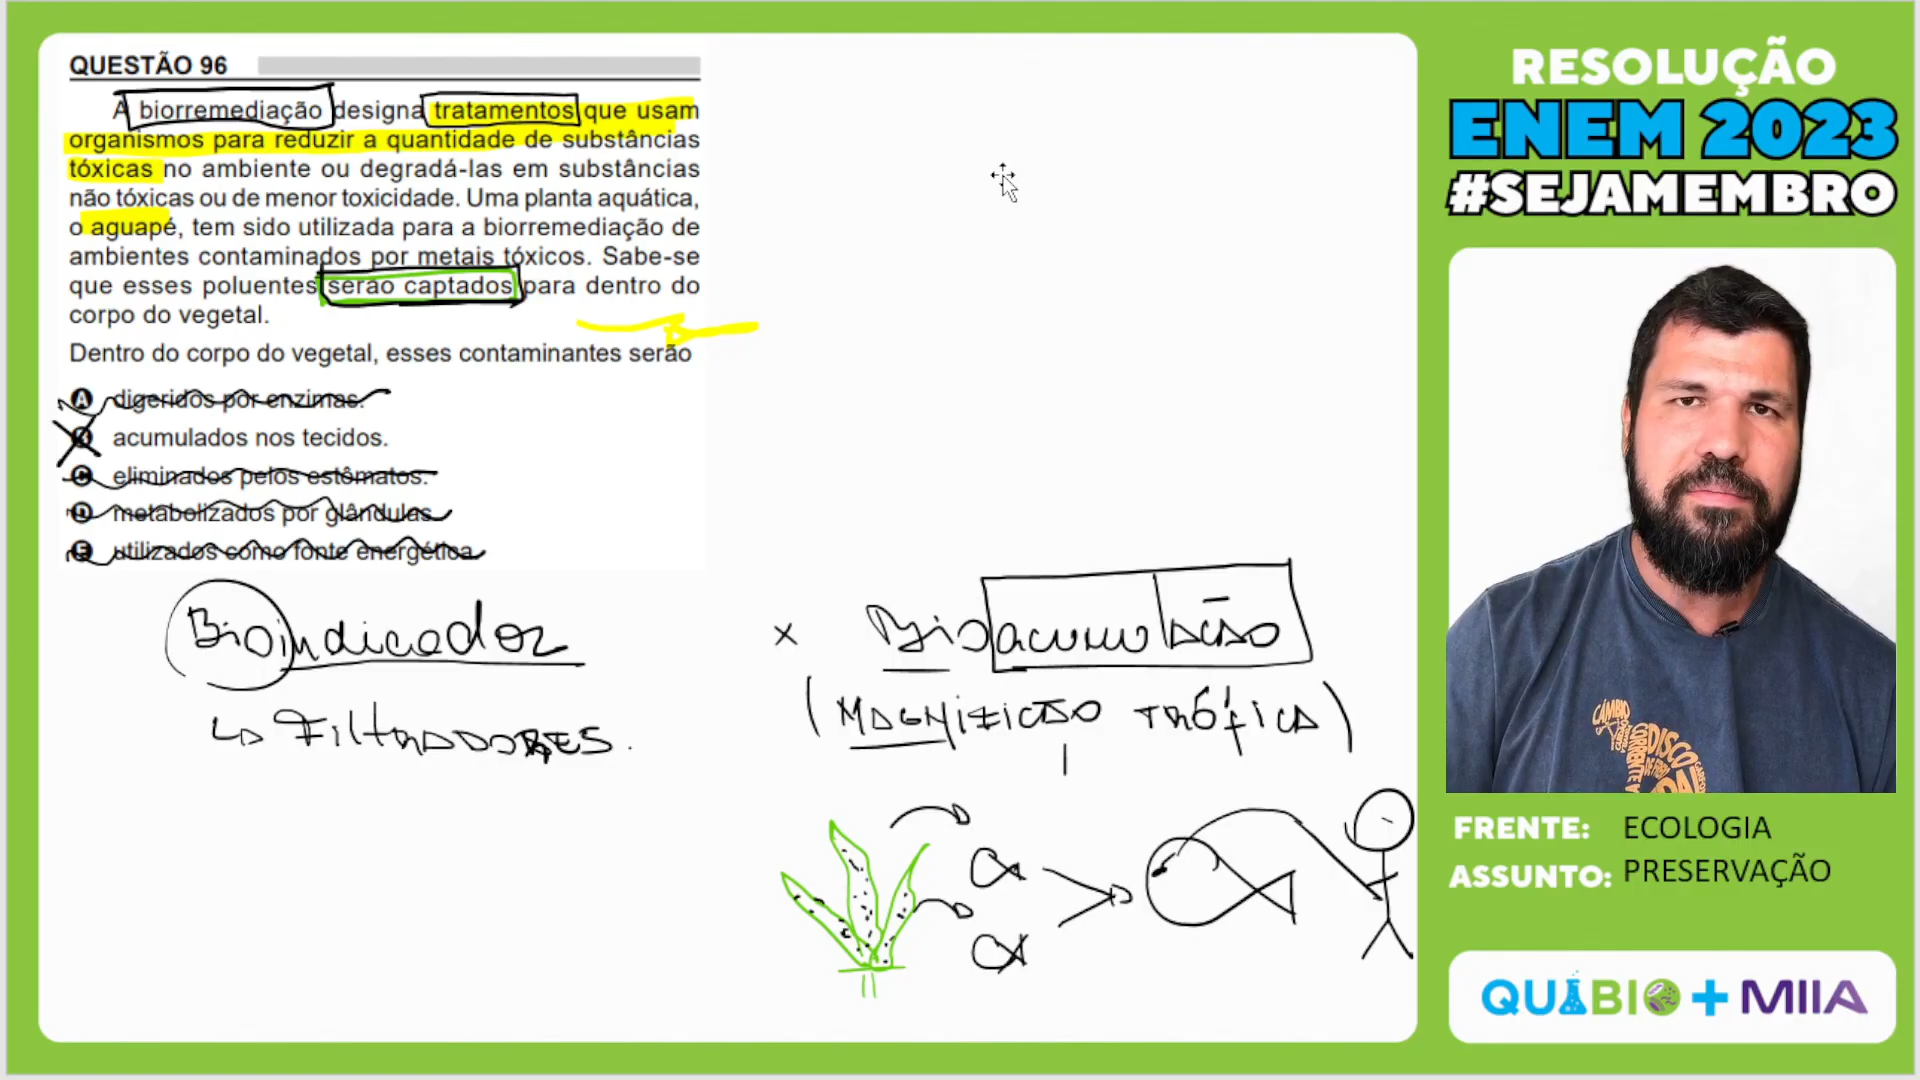 QUESTÃO 96
A biorremediação designa tratamentos que usam
organismos para reduzir a quantidade de substâncias
tóxicas no ambiente ou degradá-las em substâncias
não tóxicas ou de menor toxicidade. Uma planta aquática,
o aguapé, tem sido utilizada para a biorremediação de
ambientes contaminados por metais tóxicos. Sabe-se
que esses poluentes serão captados para dentro do
corpo do vegetal.
Dentro do corpo do vegetal, esses contaminantes serão
A digeridos por enzimas.
B acumulados nos tecidos.
C eliminados pelos estômatos.
D metabolizados por glândulas.
E utilizados como fonte energética.
Bioindicador x Bioacumulação
↳ FiltRADORES. (MAGNIFICAÇÃO TRÓFICA)
RESOLUÇÃO
ENEM 2023
#SEJAMEMBRO
CÂMBIO
DISCO
CORRENTE
FRENTE: ECOLOGIA
ASSUNTO: PRESERVAÇÃO
QUIBIO + MIIA